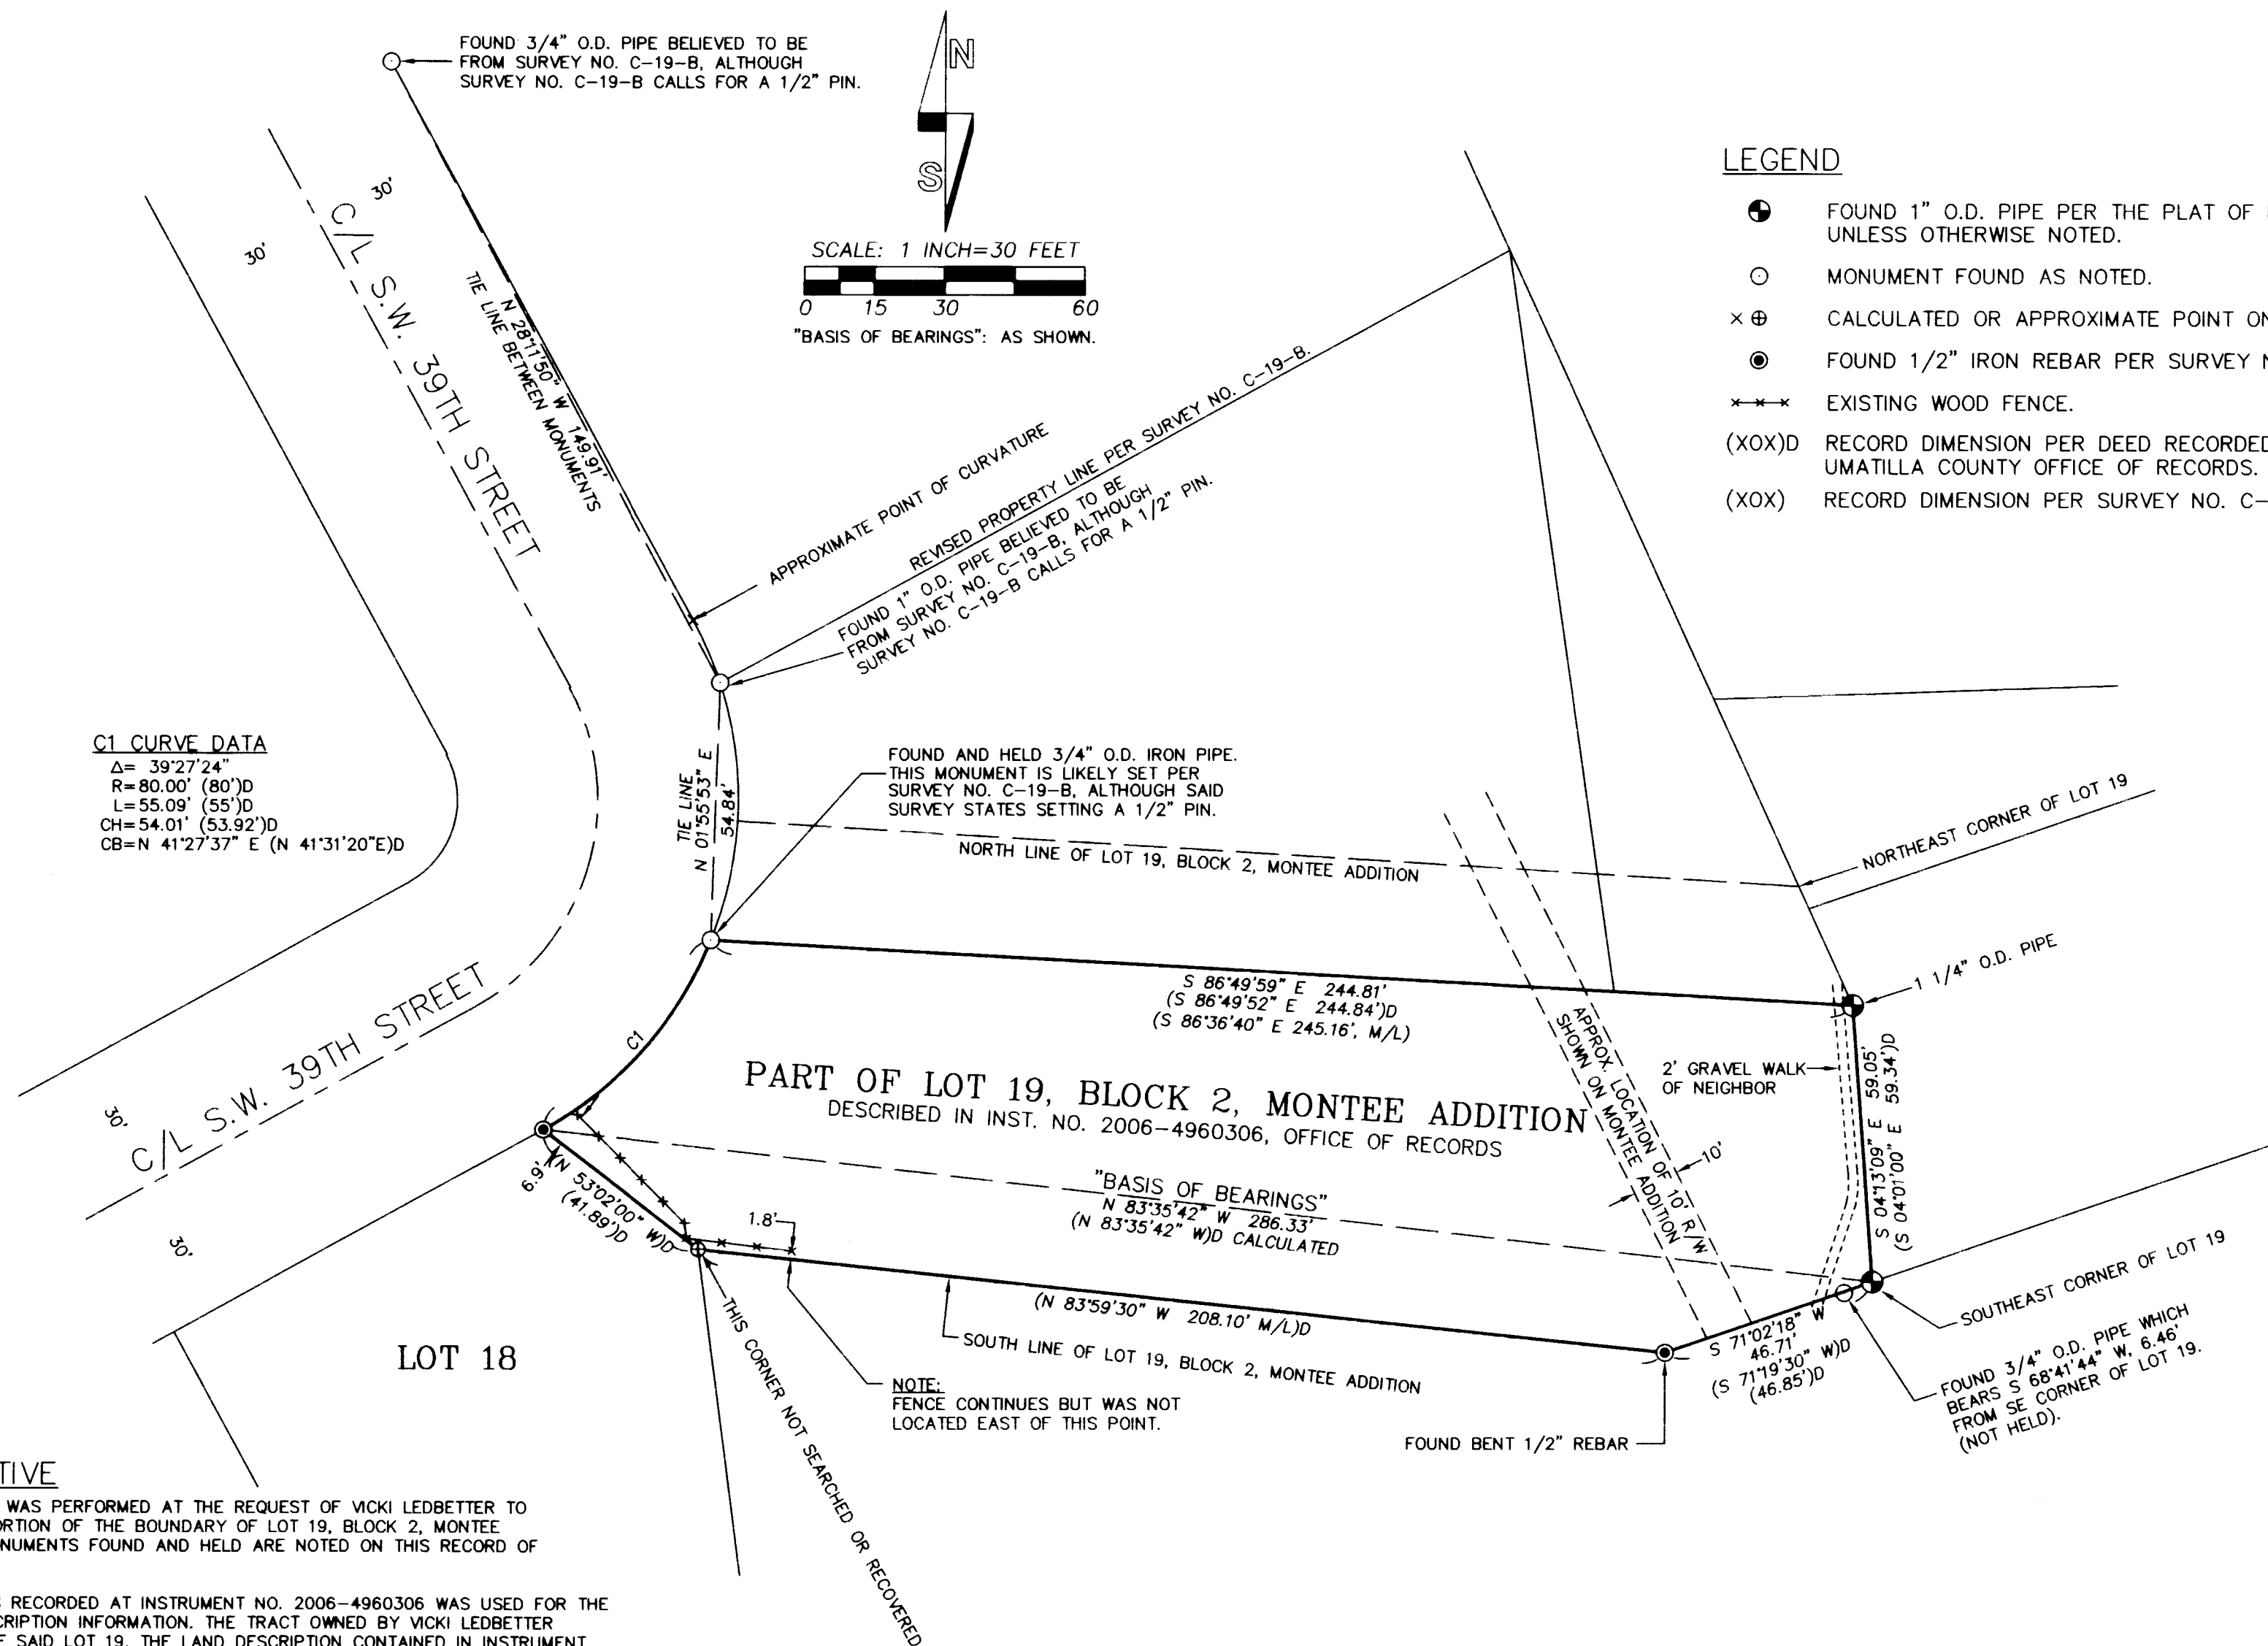 FOUND 3/4" O.D. PIPE BELIEVED TO BE
FROM SURVEY NO. C-19-B, ALTHOUGH
SURVEY NO. C-19-B CALLS FOR A 1/2" PIN.
N
S
SCALE: 1 INCH=30 FEET
0 15 30 60
"BASIS OF BEARINGS": AS SHOWN.
LEGEND
FOUND 1" O.D. PIPE PER THE PLAT OF
UNLESS OTHERWISE NOTED.
MONUMENT FOUND AS NOTED.
CALCULATED OR APPROXIMATE POINT ON
FOUND 1/2" IRON REBAR PER SURVEY N
EXISTING WOOD FENCE.
(XOX)D RECORD DIMENSION PER DEED RECORDED
UMATILLA COUNTY OFFICE OF RECORDS.
(XOX) RECORD DIMENSION PER SURVEY NO. C-
30'
30'
C/L S.W. 39TH STREET
N 28°11'50" W 149.91'
TIE LINE BETWEEN MONUMENTS
APPROXIMATE POINT OF CURVATURE
REVISED PROPERTY LINE PER SURVEY NO. C-19-B.
FOUND 1" O.D. PIPE BELIEVED TO BE
FROM SURVEY NO. C-19-B, ALTHOUGH
SURVEY NO. C-19-B CALLS FOR A 1/2" PIN.
C1 CURVE DATA
Δ= 39°27'24"
R=80.00' (80')D
L=55.09' (55')D
CH=54.01' (53.92')D
CB=N 41°27'37" E (N 41°31'20"E)D
TIE LINE
N 01°55'53" E
54.84'
FOUND AND HELD 3/4" O.D. IRON PIPE.
THIS MONUMENT IS LIKELY SET PER
SURVEY NO. C-19-B, ALTHOUGH SAID
SURVEY STATES SETTING A 1/2" PIN.
NORTH LINE OF LOT 19, BLOCK 2, MONTEE ADDITION
NORTHEAST CORNER OF LOT 19
1 1/4" O.D. PIPE
S 86°49'59" E 244.81'
(S 86°49'52" E 244.84')D
(S 86°36'40" E 245.16', M/L)
C1
C/L S.W. 39TH STREET
30'
30'
PART OF LOT 19, BLOCK 2, MONTEE ADDITION
DESCRIBED IN INST. NO. 2006-4960306, OFFICE OF RECORDS
APPROX. LOCATION OF 10' R/W
SHOWN ON MONTEE ADDITION
10'
2' GRAVEL WALK
OF NEIGHBOR
S 04°13'09" E 59.05'
(S 04°01'00" E 59.34')D
"BASIS OF BEARINGS"
N 83°35'42" W 286.33'
(N 83°35'42" W)D CALCULATED
6.9'
(N 53°02'00" W)D
(41.89')D
1.8'
(N 83°59'30" W 208.10' M/L)D
SOUTH LINE OF LOT 19, BLOCK 2, MONTEE ADDITION
S 71°02'18" W
46.71'
(S 71°19'30" W)D
(46.85')D
SOUTHEAST CORNER OF LOT 19
FOUND 3/4" O.D. PIPE WHICH
BEARS S 68°41'44" W, 6.46'
FROM SE CORNER OF LOT 19.
(NOT HELD).
LOT 18
THIS CORNER NOT SEARCHED OR RECOVERED
NOTE:
FENCE CONTINUES BUT WAS NOT
LOCATED EAST OF THIS POINT.
FOUND BENT 1/2" REBAR
TIVE
WAS PERFORMED AT THE REQUEST OF VICKI LEDBETTER TO
ORTION OF THE BOUNDARY OF LOT 19, BLOCK 2, MONTEE
NUMENTS FOUND AND HELD ARE NOTED ON THIS RECORD OF
RECORDED AT INSTRUMENT NO. 2006-4960306 WAS USED FOR THE
CRIPTION INFORMATION. THE TRACT OWNED BY VICKI LEDBETTER
SAID LOT 19. THE LAND DESCRIPTION CONTAINED IN INSTRUMENT